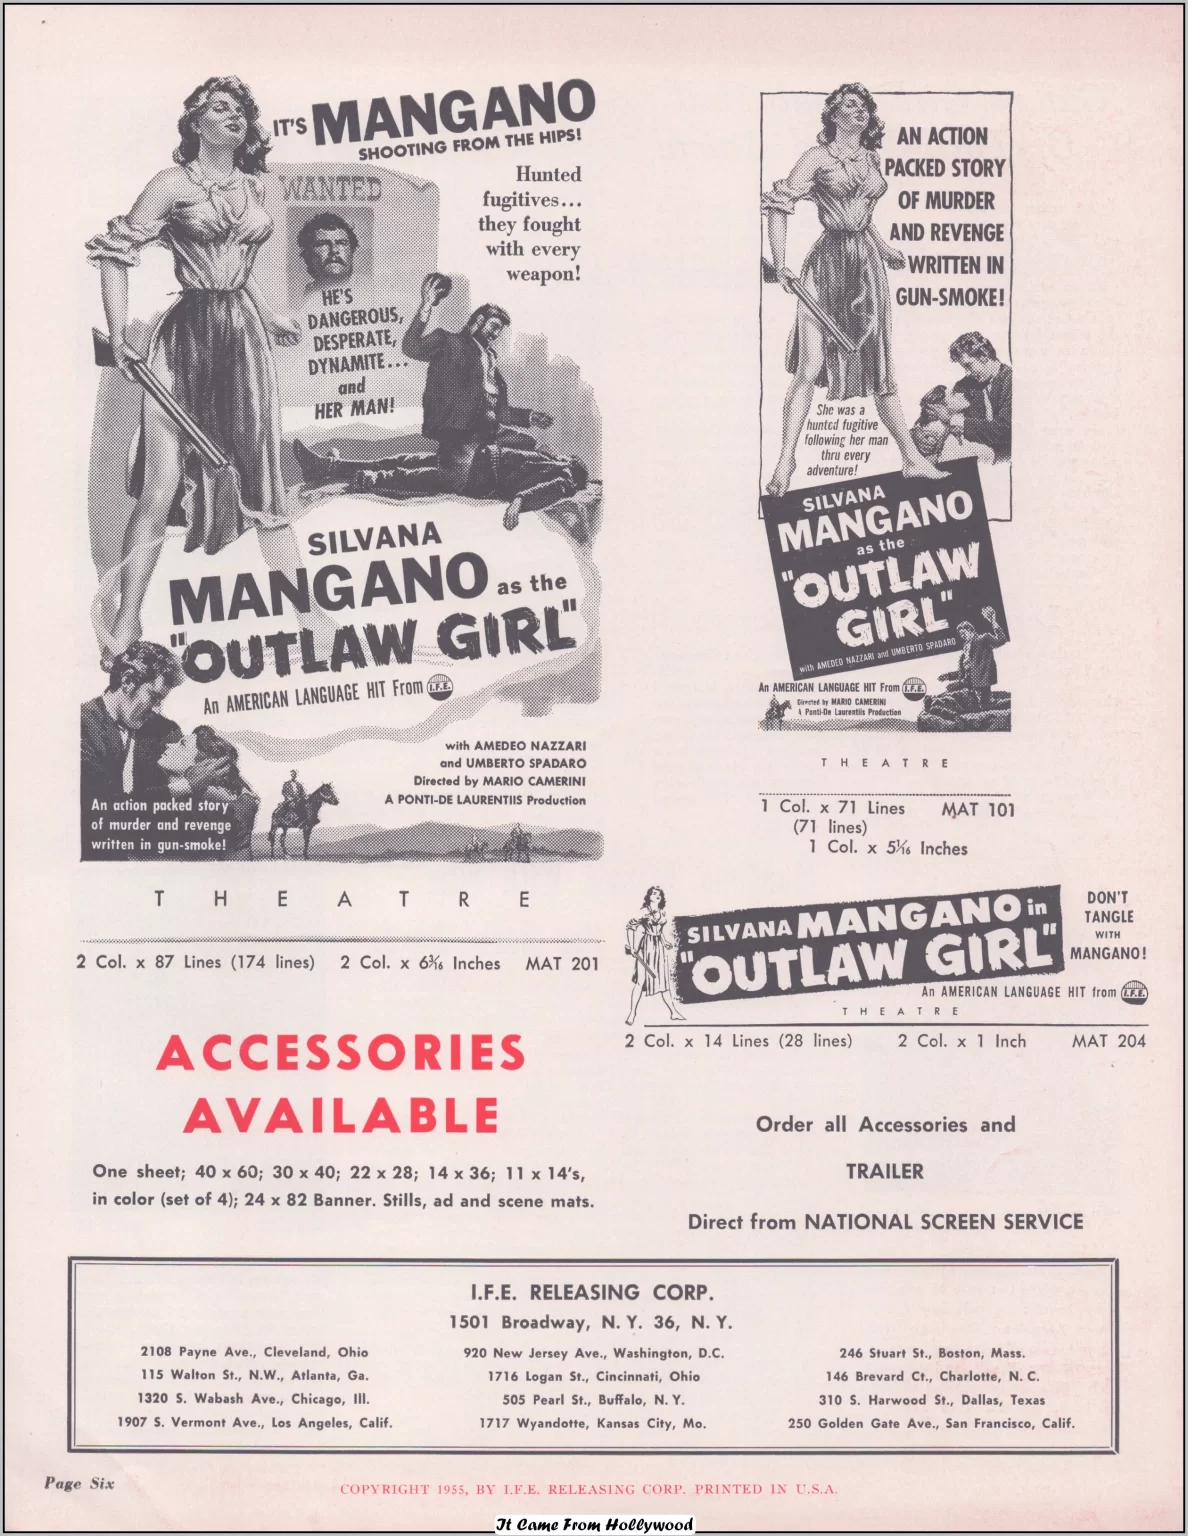 IT'S MANGANO
SHOOTING FROM THE HIPS!
Hunted
fugitives...
they fought
with every
weapon!
WANTED
HE'S
DANGEROUS,
DESPERATE,
DYNAMITE...
and
HER MAN!
SILVANA
MANGANO as the
"OUTLAW GIRL"
An AMERICAN LANGUAGE HIT From I.F.E.
with AMEDEO NAZZARI
and UMBERTO SPADARO
Directed by MARIO CAMERINI
A PONTI-DE LAURENTIIS Production
An action packed story
of murder and revenge
written in gun-smoke!
THEATRE
2 Col. x 87 Lines (174 lines) 2 Col. x 6 3/16 Inches MAT 201
AN ACTION
PACKED STORY
OF MURDER
AND REVENGE
WRITTEN IN
GUN-SMOKE!
She was a
hunted fugitive
following her man
thru every
adventure!
SILVANA
MANGANO
as the
"OUTLAW
GIRL"
with AMEDEO NAZZARI and UMBERTO SPADARO
An AMERICAN LANGUAGE HIT From I.F.E.
Directed by MARIO CAMERINI
A Ponti-De Laurentiis Production
THEATRE
1 Col. x 71 Lines MAT 101
(71 lines)
1 Col. x 5 1/16 Inches
SILVANA MANGANO in
"OUTLAW GIRL"
DON'T
TANGLE
WITH
MANGANO!
An AMERICAN LANGUAGE HIT from I.F.E.
THEATRE
2 Col. x 14 Lines (28 lines) 2 Col. x 1 Inch MAT 204
ACCESSORIES
AVAILABLE
One sheet; 40 x 60; 30 x 40; 22 x 28; 14 x 36; 11 x 14's,
in color (set of 4); 24 x 82 Banner. Stills, ad and scene mats.
Order all Accessories and
TRAILER
Direct from NATIONAL SCREEN SERVICE
I.F.E. RELEASING CORP.
1501 Broadway, N. Y. 36, N. Y.
2108 Payne Ave., Cleveland, Ohio
115 Walton St., N.W., Atlanta, Ga.
1320 S. Wabash Ave., Chicago, Ill.
1907 S. Vermont Ave., Los Angeles, Calif.
920 New Jersey Ave., Washington, D.C.
1716 Logan St., Cincinnati, Ohio
505 Pearl St., Buffalo, N. Y.
1717 Wyandotte, Kansas City, Mo.
246 Stuart St., Boston, Mass.
146 Brevard Ct., Charlotte, N. C.
310 S. Harwood St., Dallas, Texas
250 Golden Gate Ave., San Francisco, Calif.
Page Six
COPYRIGHT 1955, BY I.F.E. RELEASING CORP. PRINTED IN U.S.A.
It Came From Hollywood